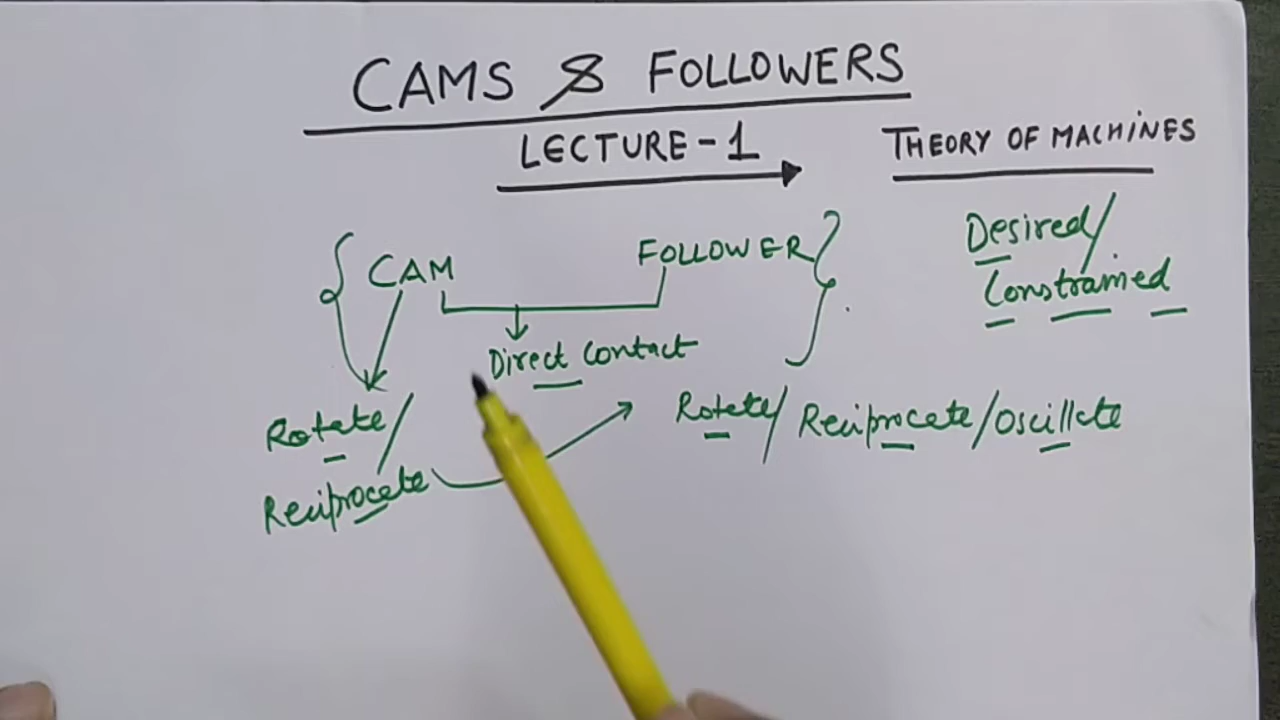 CAMS & FOLLOWERS
LECTURE-1
THEORY OF MACHINES
CAM
FOLLOWER
Desired/
Constrained
Direct Contact
Rotate/
Reciprocate
Rotate/Reciprocate/Oscillate